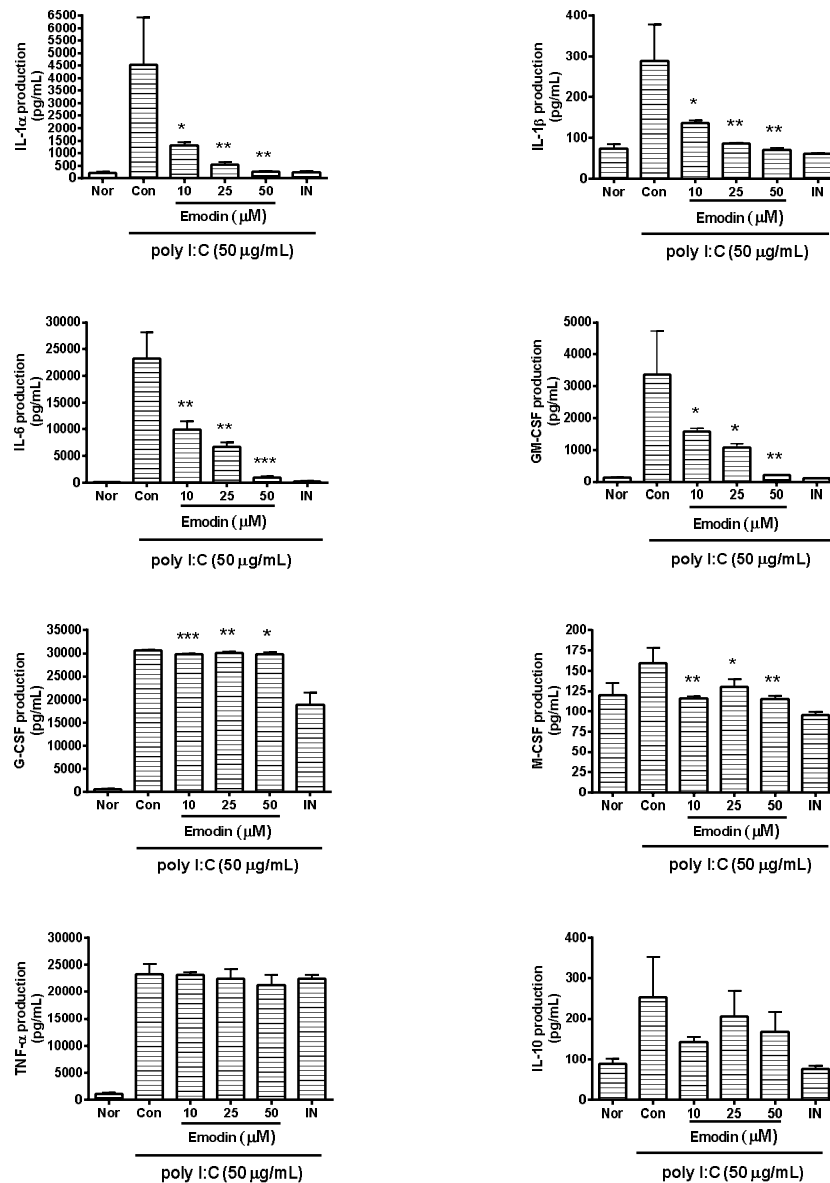 IL-1α production
(pg/mL)
6500
6000
5500
5000
4500
4000
3500
3000
2500
2000
1500
1000
500
0
*
**
**
Nor Con 10 25 50 IN
Emodin (μM)
poly I:C (50 μg/mL)
IL-1β production
(pg/mL)
400
300
200
100
0
*
**
**
Nor Con 10 25 50 IN
Emodin (μM)
poly I:C (50 μg/mL)
IL-6 production
(pg/mL)
30000
25000
20000
15000
10000
5000
0
**
**
***
Nor Con 10 25 50 IN
Emodin (μM)
poly I:C (50 μg/mL)
GM-CSF production
(pg/mL)
5000
4000
3000
2000
1000
0
*
*
**
Nor Con 10 25 50 IN
Emodin (μM)
poly I:C (50 μg/mL)
G-CSF production
(pg/mL)
35000
30000
25000
20000
15000
10000
5000
0
*** ** *
Nor Con 10 25 50 IN
Emodin (μM)
poly I:C (50 μg/mL)
M-CSF production
(pg/mL)
200
175
150
125
100
75
50
25
0
** * **
Nor Con 10 25 50 IN
Emodin (μM)
poly I:C (50 μg/mL)
TNF-α production
(pg/mL)
30000
25000
20000
15000
10000
5000
0
Nor Con 10 25 50 IN
Emodin (μM)
poly I:C (50 μg/mL)
IL-10 production
(pg/mL)
400
300
200
100
0
Nor Con 10 25 50 IN
Emodin (μM)
poly I:C (50 μg/mL)